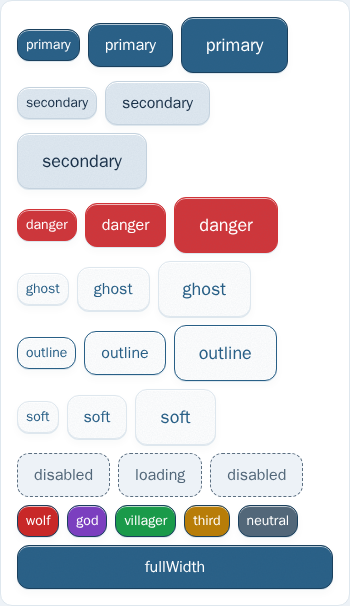 primary primary primary
secondary secondary
secondary
danger danger danger
ghost ghost ghost
outline outline outline
soft soft soft
disabled loading disabled
wolf god villager third neutral
fullWidth